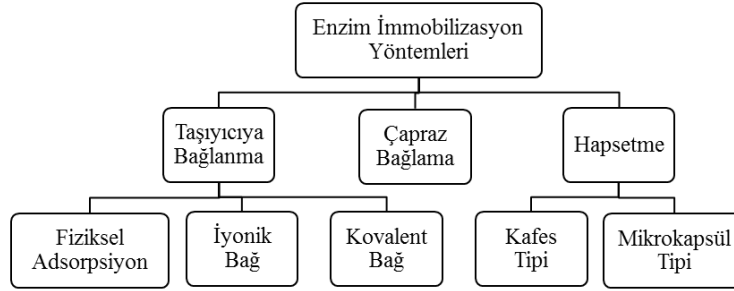 Enzim İmmobilizasyon
Yöntemleri
Taşıyıcıya
Bağlanma
Çapraz
Bağlama
Hapsetme
Fiziksel
Adsorpsiyon
İyonik
Bağ
Kovalent
Bağ
Kafes
Tipi
Mikrokapsül
Tipi